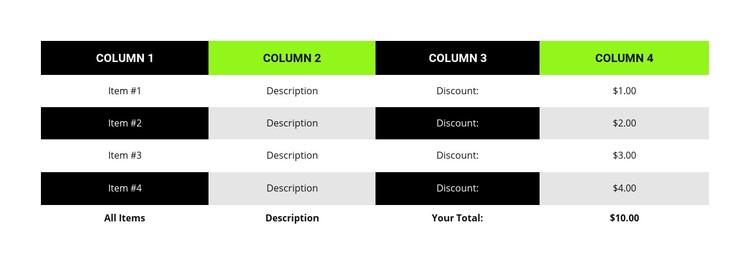 COLUMN 1 COLUMN 2 COLUMN 3 COLUMN 4
Item #1 Description Discount: $1.00
Item #2 Description Discount: $2.00
Item #3 Description Discount: $3.00
Item #4 Description Discount: $4.00
All Items Description Your Total: $10.00